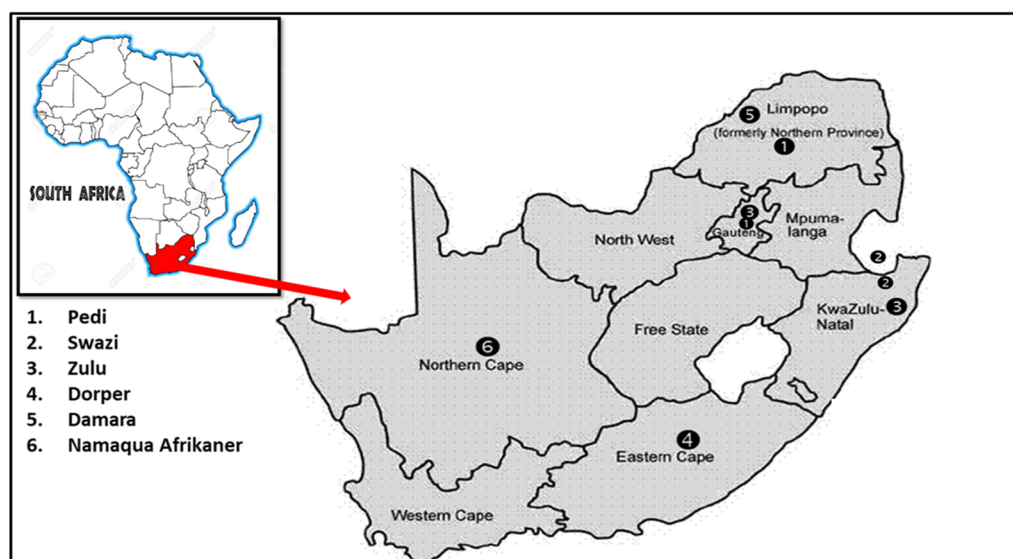 SOUTH AFRICA
1. Pedi
2. Swazi
3. Zulu
4. Dorper
5. Damara
6. Namaqua Afrikaner
5
Limpopo
(formerly Northern Province)
1
3
1
Gauteng
Mpuma-
langa
North West
2
2
3
KwaZulu-
Natal
Free State
6
Northern Cape
4
Eastern Cape
Western Cape